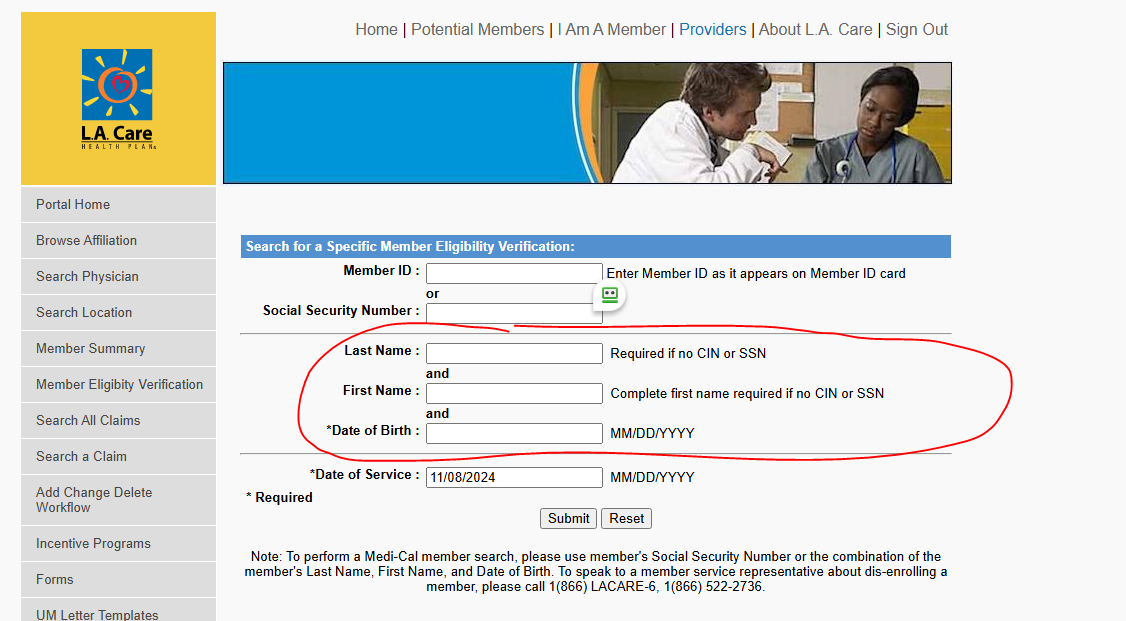 Home | Potential Members | I Am A Member | Providers | About L.A. Care | Sign Out
L.A. Care
HEALTH PLAN®
Portal Home
Browse Affiliation
Search Physician
Search Location
Member Summary
Member Eligibity Verification
Search All Claims
Search a Claim
Add Change Delete
Workflow
Incentive Programs
Forms
UM Letter Templates
Search for a Specific Member Eligibility Verification:
Member ID : Enter Member ID as it appears on Member ID card
or
Social Security Number :
Last Name : Required if no CIN or SSN
and
First Name : Complete first name required if no CIN or SSN
and
*Date of Birth : MM/DD/YYYY
*Date of Service : 11/08/2024 MM/DD/YYYY
* Required
Submit Reset
Note: To perform a Medi-Cal member search, please use member's Social Security Number or the combination of the
member's Last Name, First Name, and Date of Birth. To speak to a member service representative about dis-enrolling a
member, please call 1(866) LACARE-6, 1(866) 522-2736.